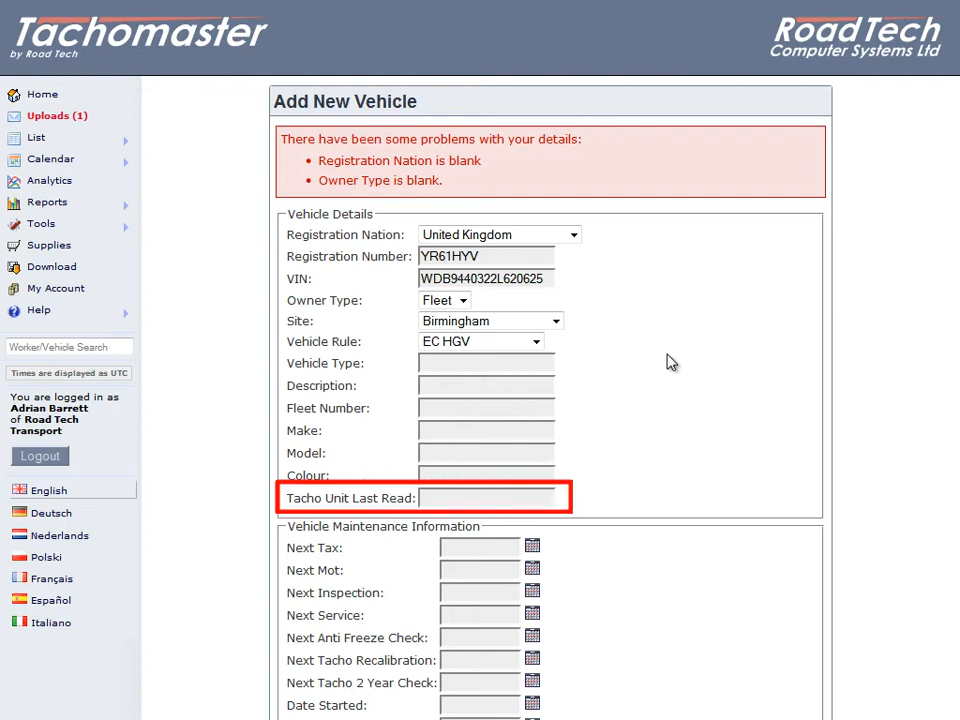 Tachomaster
by Road Tech
RoadTech
Computer Systems Ltd
Home
Uploads (1)
List
Calendar
Analytics
Reports
Tools
Supplies
Download
My Account
Help
Worker/Vehicle Search
Times are displayed as UTC
You are logged in as
Adrian Barrett
of Road Tech
Transport
Logout
English
Deutsch
Nederlands
Polski
Français
Español
Italiano
Add New Vehicle
There have been some problems with your details:
• Registration Nation is blank
• Owner Type is blank.
Vehicle Details
Registration Nation: United Kingdom
Registration Number: YR61HYV
VIN: WDB9440322L620625
Owner Type: Fleet
Site: Birmingham
Vehicle Rule: EC HGV
Vehicle Type:
Description:
Fleet Number:
Make:
Model:
Colour:
Tacho Unit Last Read:
Vehicle Maintenance Information
Next Tax:
Next Mot:
Next Inspection:
Next Service:
Next Anti Freeze Check:
Next Tacho Recalibration:
Next Tacho 2 Year Check:
Date Started: